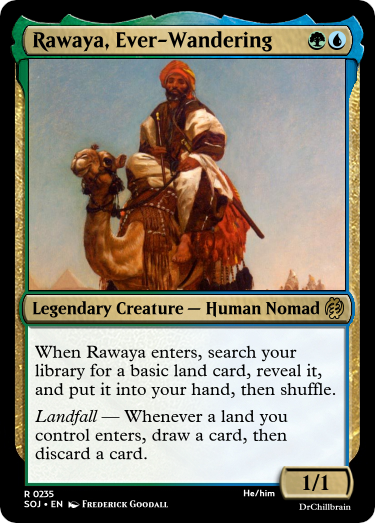 Rawaya, Ever-Wandering
Legendary Creature — Human Nomad
When Rawaya enters, search your
library for a basic land card, reveal it,
and put it into your hand, then shuffle.
Landfall — Whenever a land you
control enters, draw a card, then
discard a card.
1/1
R 0235
He/him
SOJ • EN Frederick Goodall
DrChillbrain